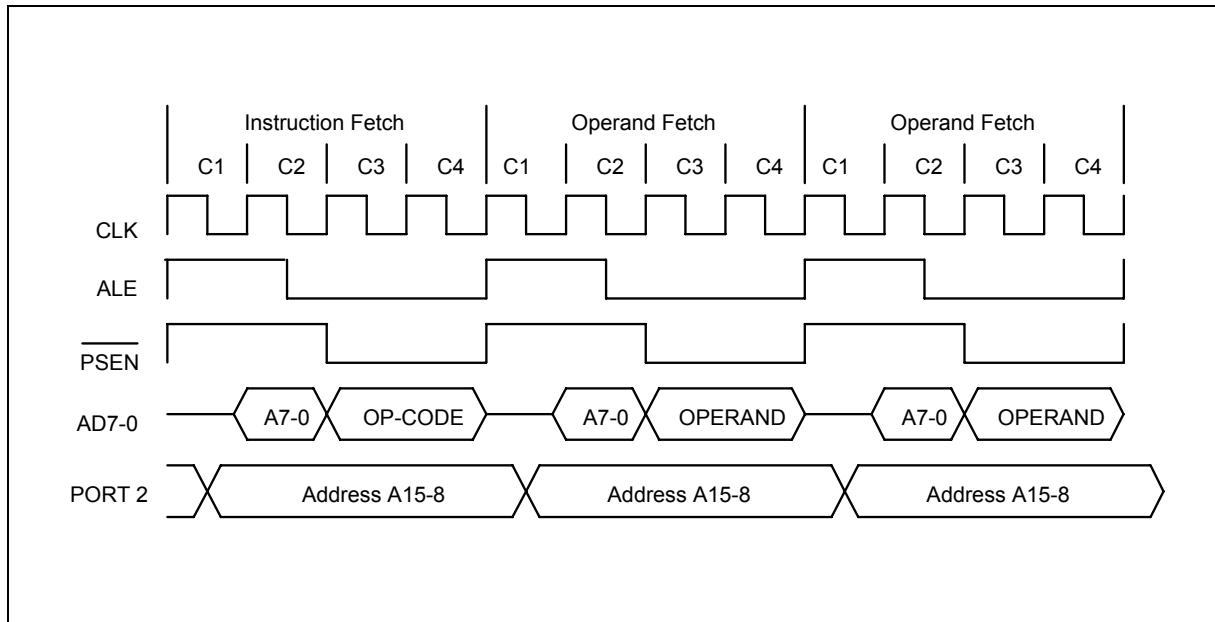 Instruction Fetch Operand Fetch Operand Fetch
C1 C2 C3 C4 C1 C2 C3 C4 C1 C2 C3 C4
CLK
ALE
PSEN
AD7-0 A7-0 OP-CODE A7-0 OPERAND A7-0 OPERAND
PORT 2 Address A15-8 Address A15-8 Address A15-8